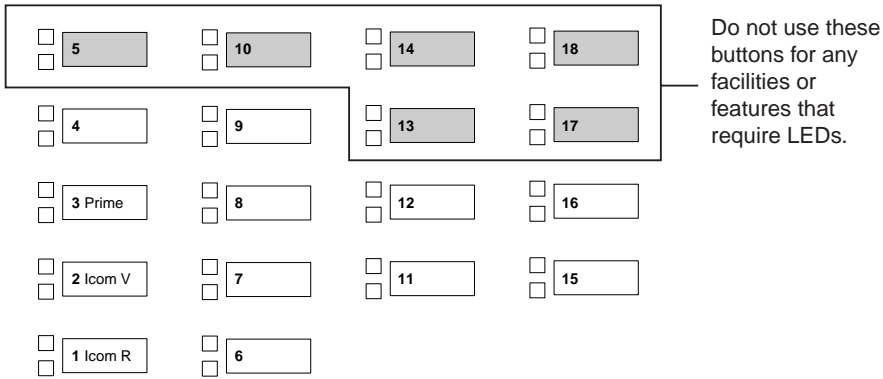 5 10 14 18
Do not use these
buttons for any
facilities or
features that
require LEDs.
4 9 13 17
3 Prime 8 12 16
2 Icom V 7 11 15
1 Icom R 6